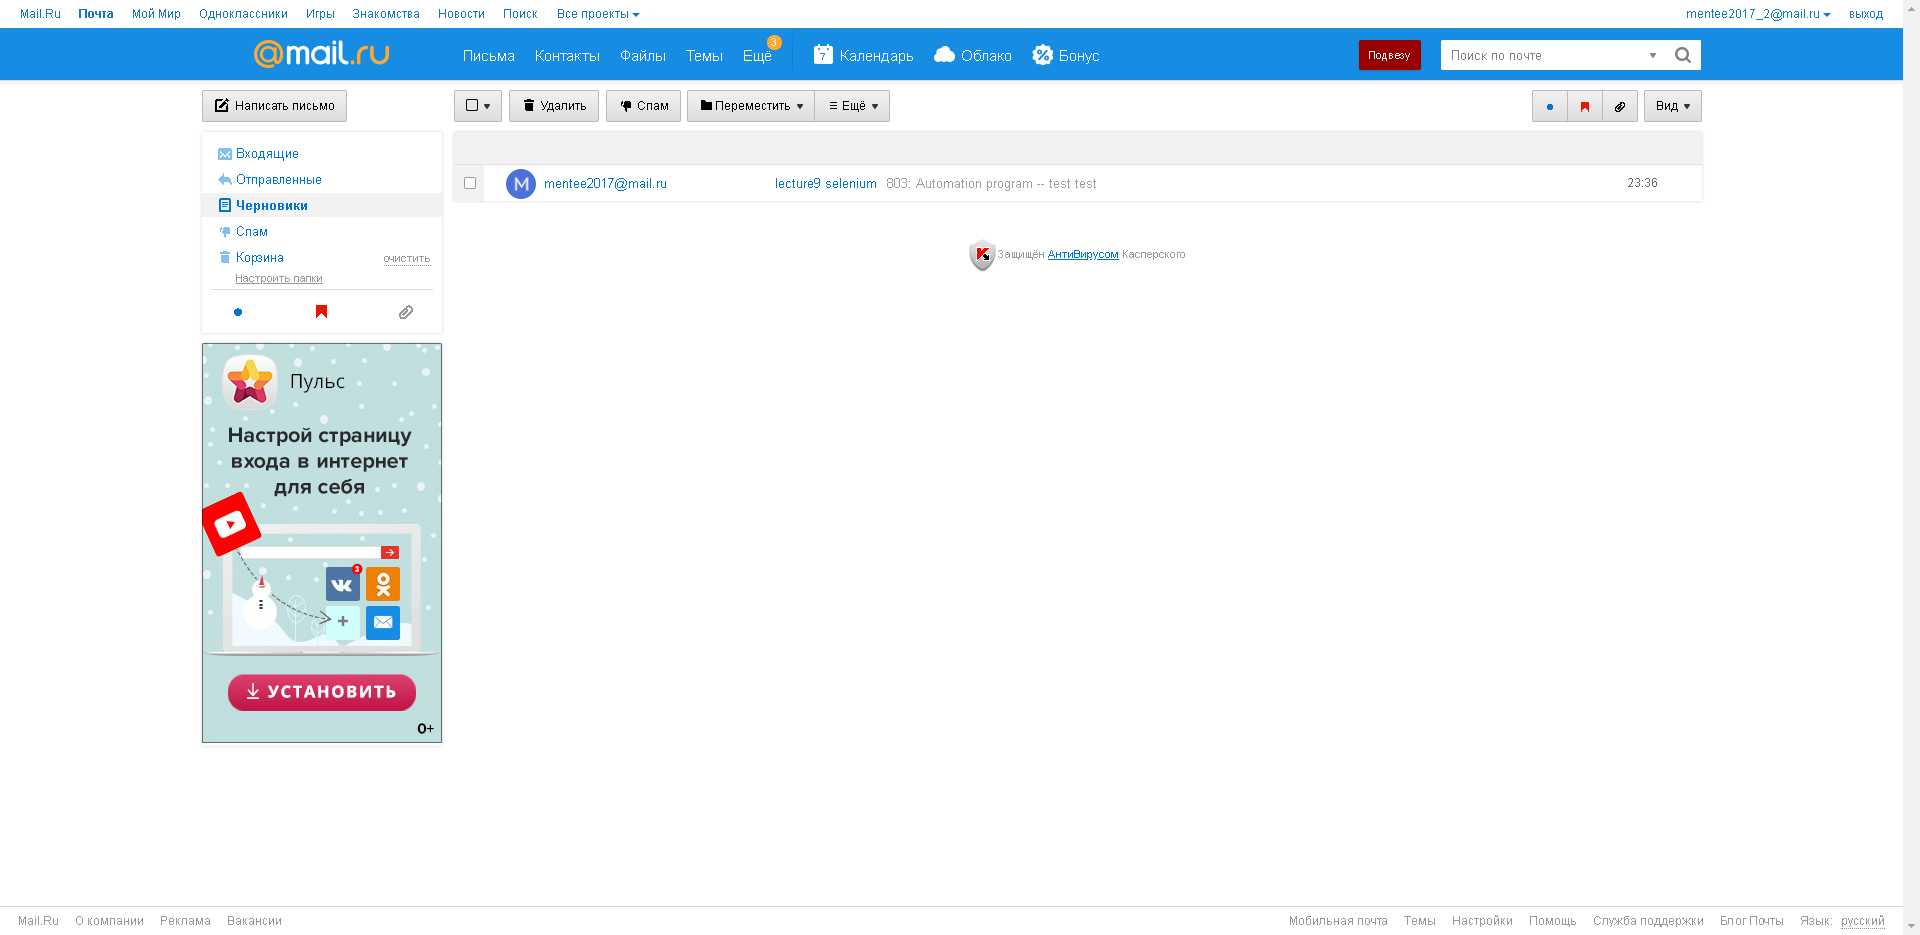 Mail.Ru Почта Мой Мир Одноклассники Игры Знакомства Новости Поиск Все проекты mentee2017_2@mail.ru выход
@mail.ru Письма Контакты Файлы Темы Ещё 3 7 Календарь Облако Бонус Подвезу Поиск по почте
Написать письмо Удалить Спам Переместить Ещё Вид
Входящие
Отправленные
Черновики
Спам
Корзина очистить
Настроить папки
M mentee2017@mail.ru lecture9 selenium 803: Automation program -- test test 23:36
Защищён АнтиВирусом Касперского
Пульс
Настрой страницу
входа в интернет
для себя
3
УСТАНОВИТЬ
0+
Mail.Ru О компании Реклама Вакансии Мобильная почта Темы Настройки Помощь Служба поддержки Блог Почты Язык: русский